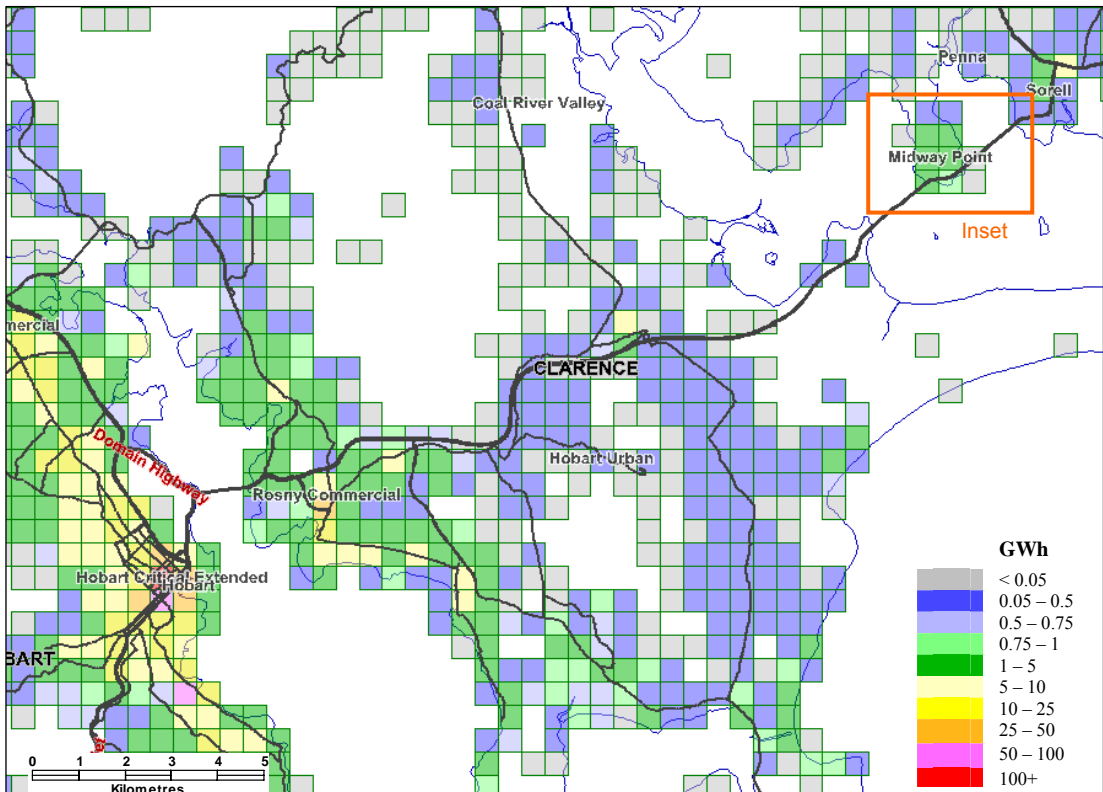 Penna
Coal River Valley
Sorell
Midway Point
Inset
mercial
CLARENCE
Domain Highway
Hobart Urban
Rosny Commercial
GWh
< 0.05
0.05 – 0.5
0.5 – 0.75
0.75 – 1
1 – 5
5 – 10
10 – 25
25 – 50
50 – 100
100+
Hobart Critical Extended
Hobart
BART
0 1 2 3 4 5
Kilometres